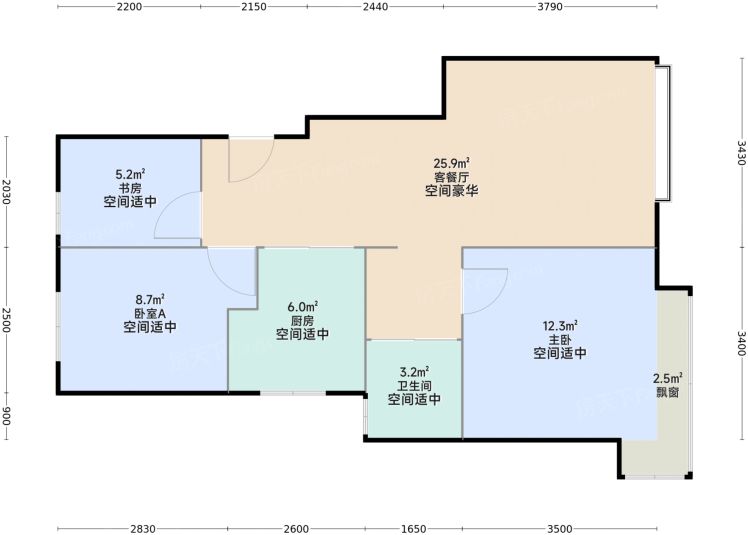 2200 2150 2440 3790
5.2㎡
书房
空间适中
25.9㎡
客餐厅
空间豪华
8.7㎡
卧室A
空间适中
6.0㎡
厨房
空间适中
3.2㎡
卫生间
空间适中
12.3㎡
主卧
空间适中
2.5㎡
飘窗
2030
2500
900
3430
3400
2830 2600 1650 3500